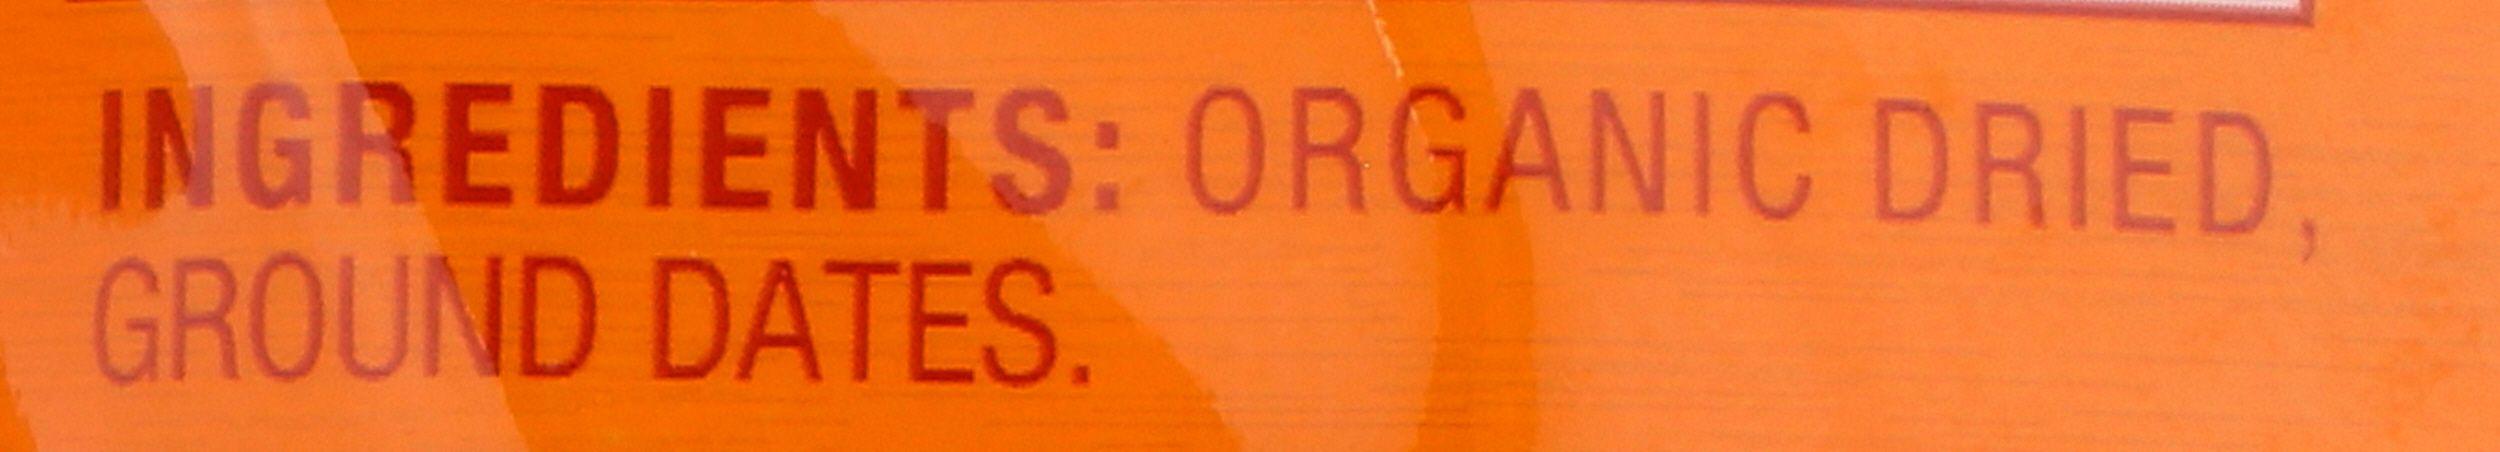 INGREDIENTS: ORGANIC DRIED,
GROUND DATES.